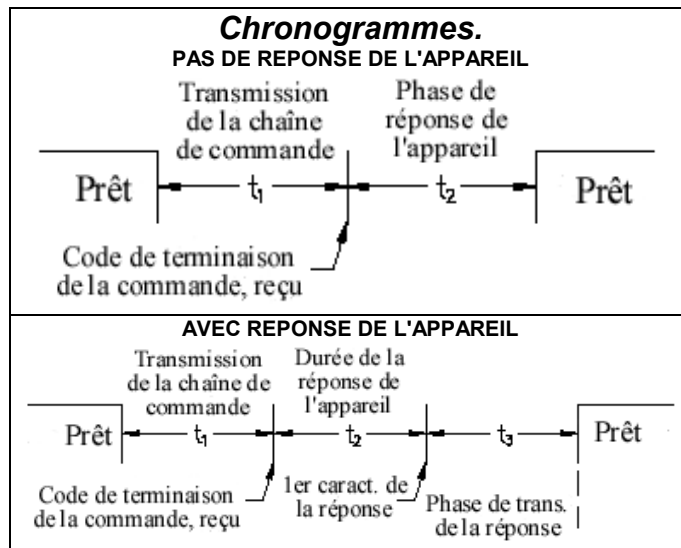 Chronogrammes.
PAS DE REPONSE DE L'APPAREIL
Transmission
de la chaîne
de commande
Phase de
réponse de
l'appareil
Prêt
t1
t2
Prêt
Code de terminaison
de la commande, reçu
AVEC REPONSE DE L'APPAREIL
Transmission
de la chaîne de
commande
Durée de la
réponse de
l'appareil
Prêt
t1
t2
t3
Prêt
Code de terminaison
de la commande, reçu
1er caract. de
la réponse
Phase de trans.
de la réponse